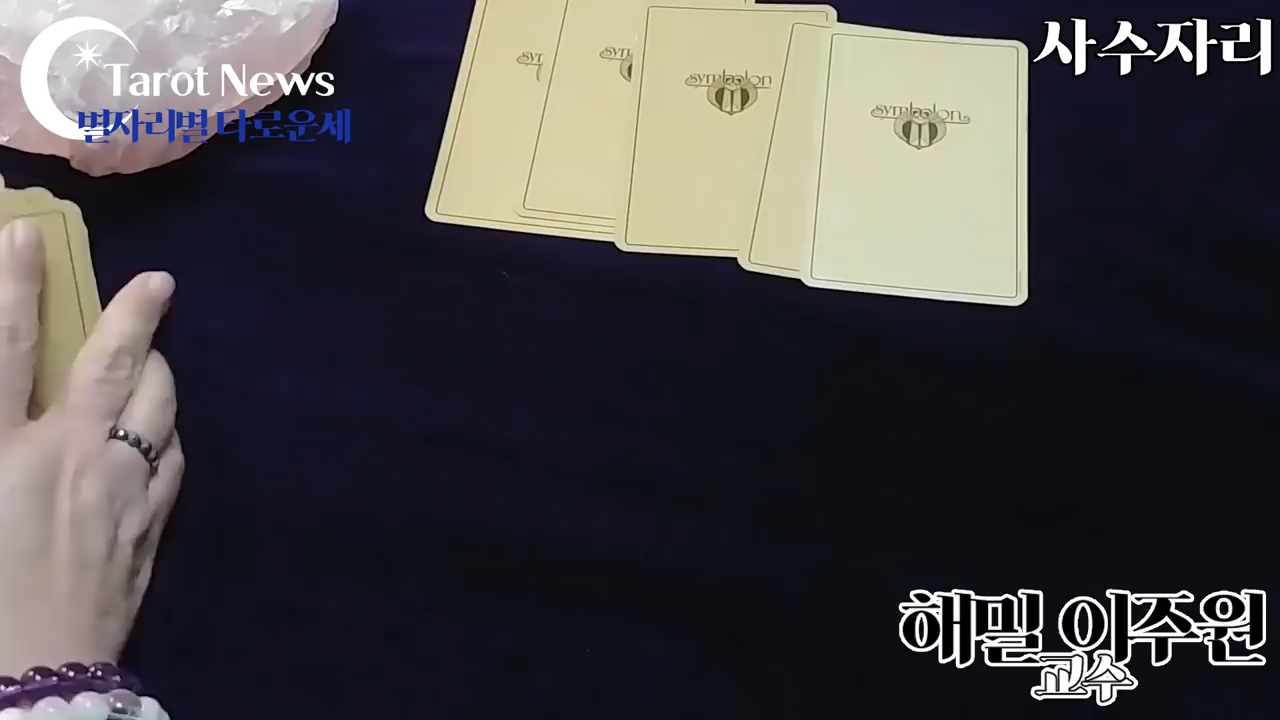 Tarot News
별자리별 타로운세
사수자리
symbolon
symbolon
해밀 이주원
교수